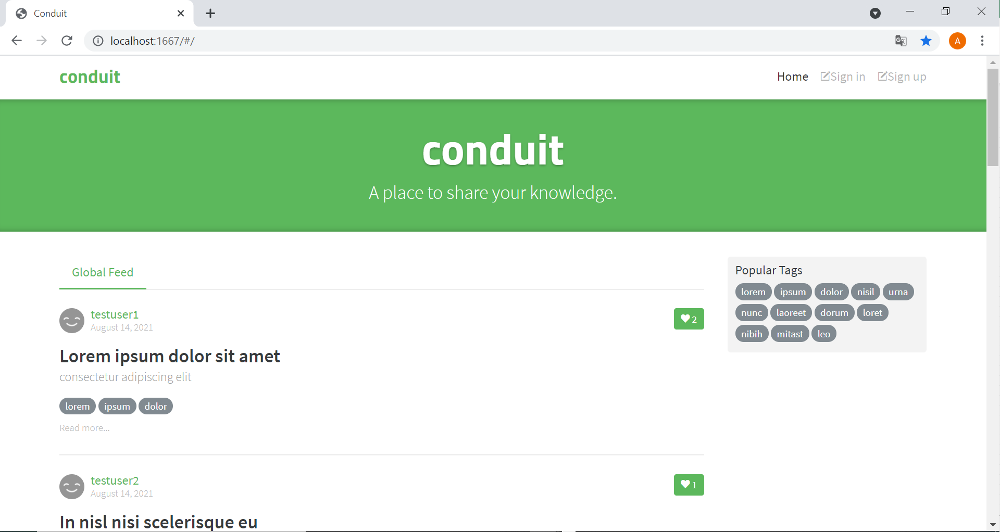 Conduit
localhost:1667/#/
A
conduit
Home Sign in Sign up
conduit
A place to share your knowledge.
Global Feed
testuser1
August 14, 2021
2
Lorem ipsum dolor sit amet
consectetur adipiscing elit
lorem ipsum dolor
Read more...
testuser2
August 14, 2021
1
In nisl nisi scelerisque eu
Popular Tags
lorem ipsum dolor nisil urna
nunc laoreet dorum loret
nibih mitast leo